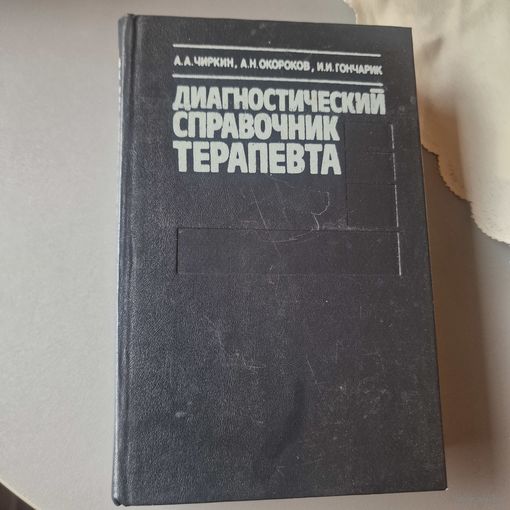 А.А.ЧИРКИН, А.Н.ОКОРОКОВ, И.И.ГОНЧАРИК
ДИАГНОСТИЧЕСКИЙ
СПРАВОЧНИК
ТЕРАПЕВТА